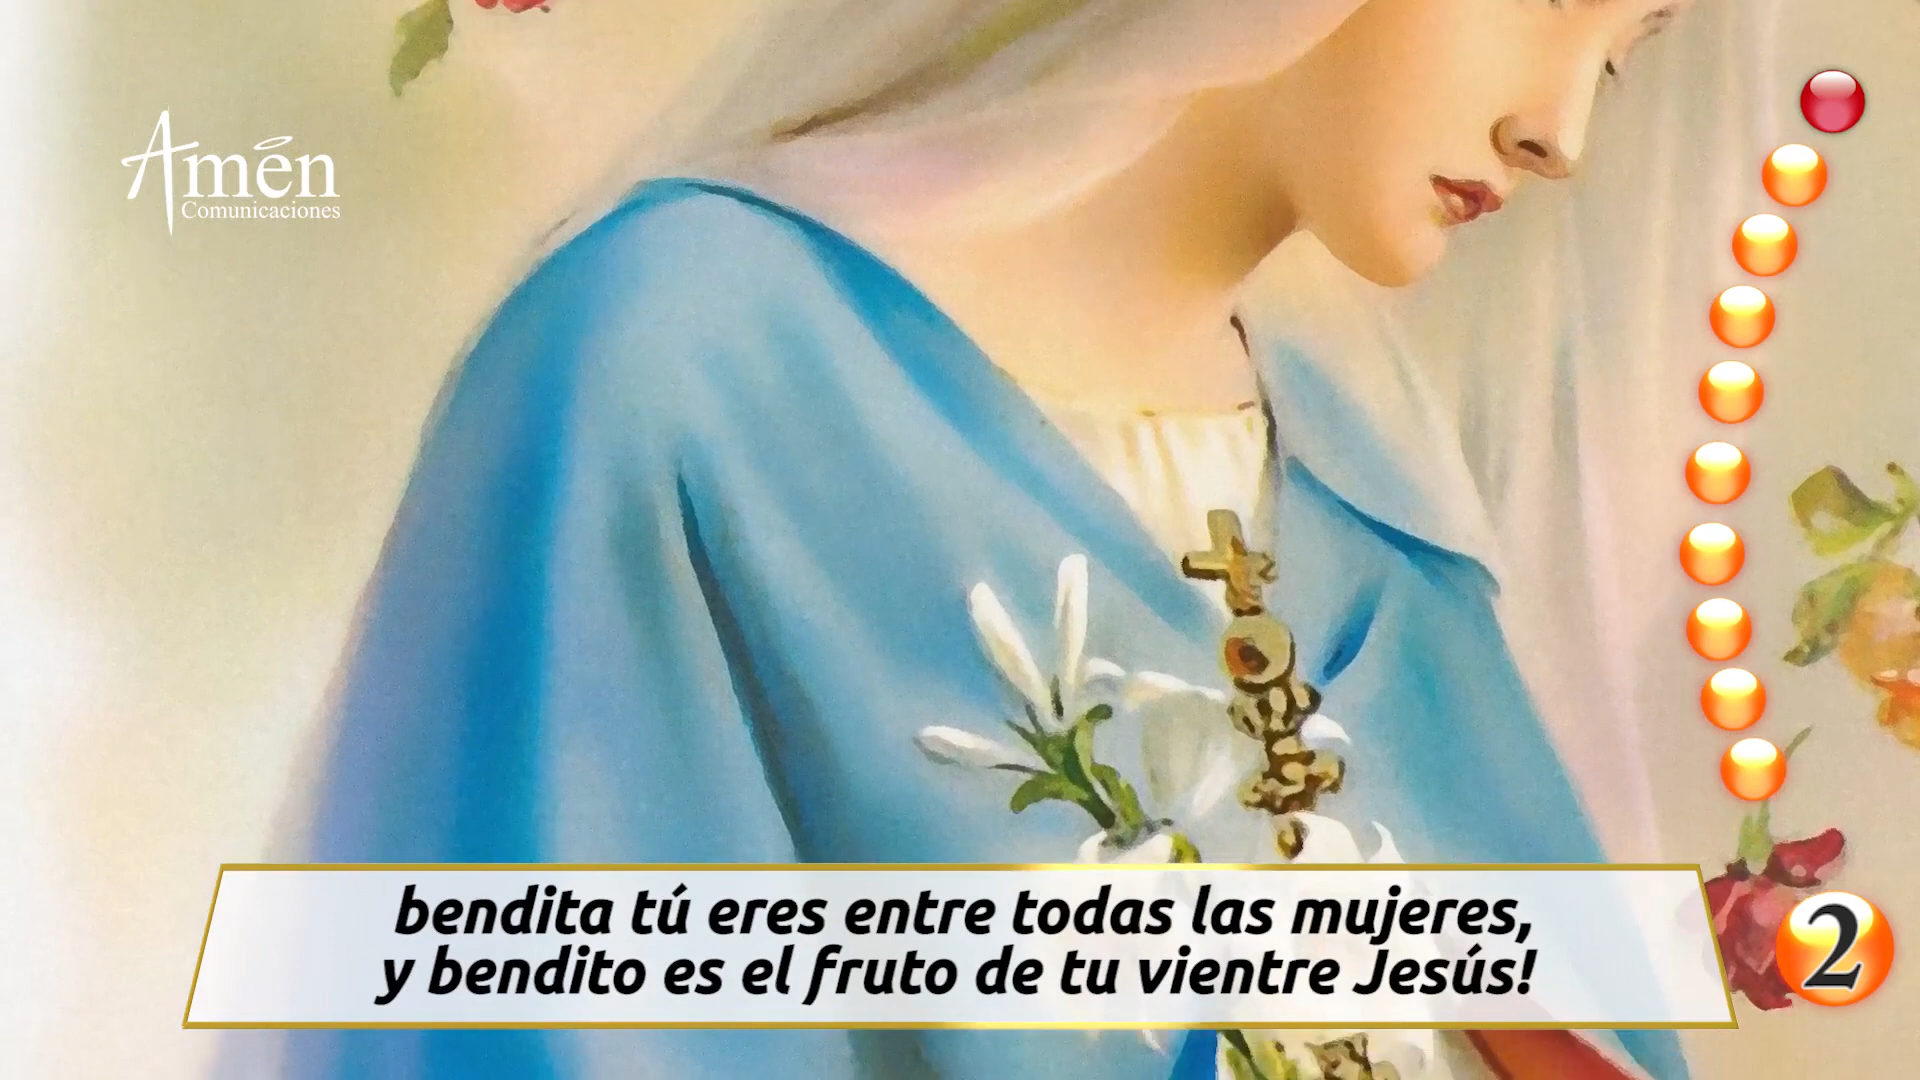 Amén
Comunicaciones
bendita tú eres entre todas las mujeres,
y bendito es el fruto de tu vientre Jesús!
2